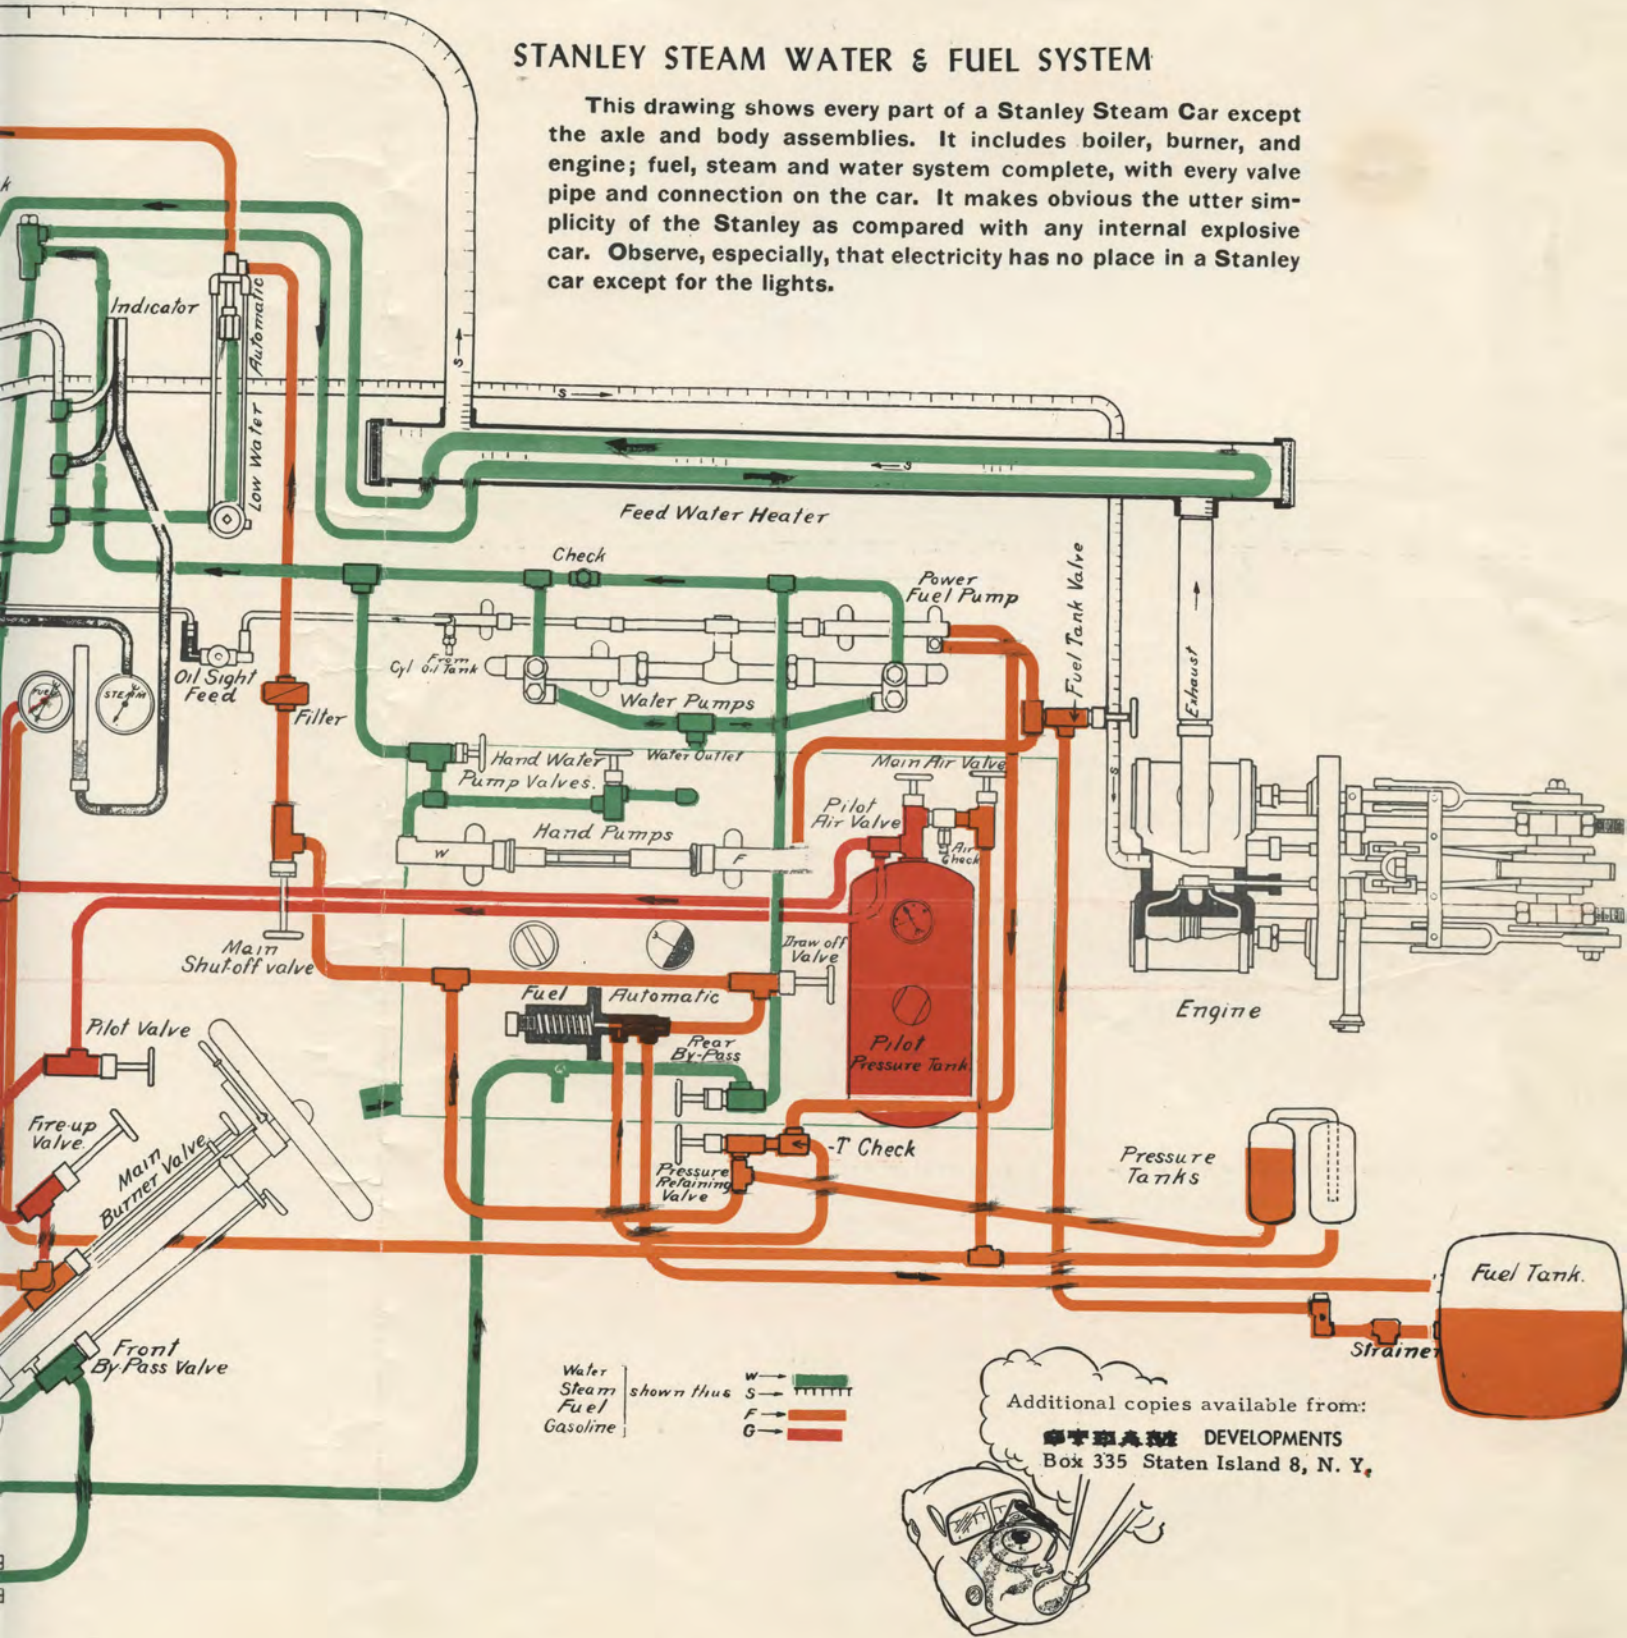 STANLEY STEAM WATER & FUEL SYSTEM
This drawing shows every part of a Stanley Steam Car except
the axle and body assemblies. It includes boiler, burner, and
engine; fuel, steam and water system complete, with every valve
pipe and connection on the car. It makes obvious the utter sim-
plicity of the Stanley as compared with any internal explosive
car. Observe, especially, that electricity has no place in a Stanley
car except for the lights.
k
Indicator
Low Water Automatic
S
S
S
Feed Water Heater
Check
Power
Fuel Pump
Fuel Tank Valve
Exhaust
From
Cyl Oil Tank
Oil Sight
Feed
FUEL
STEAM
Filter
Water Pumps
Water Outlet
Hand Water
Pump Valves.
Main Air Valve
Pilot
Air Valve
Air
Check
S
Hand Pumps
W
F
Main
Shut-off valve
Draw off
Valve
Fuel Automatic
Engine
Pilot Valve
Rear
By-Pass
Pilot
Pressure Tank
Fire-up
Valve.
Main
Burner Valve
-T Check
Pressure
Retaining
Valve
Pressure
Tanks
Fuel Tank.
Strainer
Front
By-Pass Valve
Water
Steam
Fuel
Gasoline
shown thus
W
S
F
G
Additional copies available from:
STEAM DEVELOPMENTS
Box 335 Staten Island 8, N. Y.